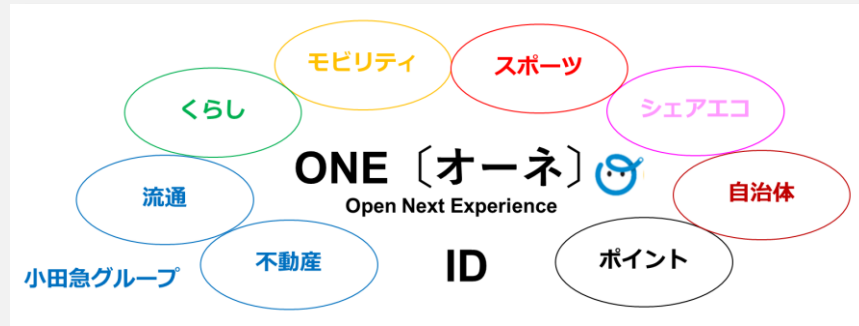 モビリティ
スポーツ
くらし
シェアエコ
ONE〔オーネ〕
Open Next Experience
流通
自治体
小田急グループ
不動産
ID
ポイント